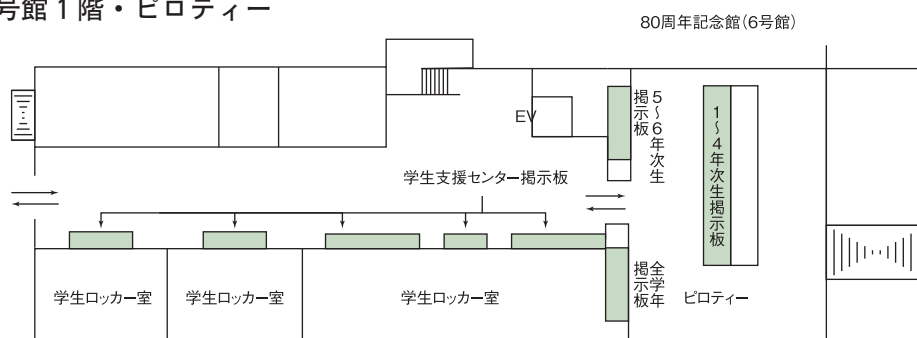 号館1階・ピロティー
80周年記念館(6号館)
EV
5〜6年次生
掲示板
1〜4年次生掲示板
学生支援センター掲示板
全学年
掲示板
学生ロッカー室
学生ロッカー室
学生ロッカー室
ピロティー